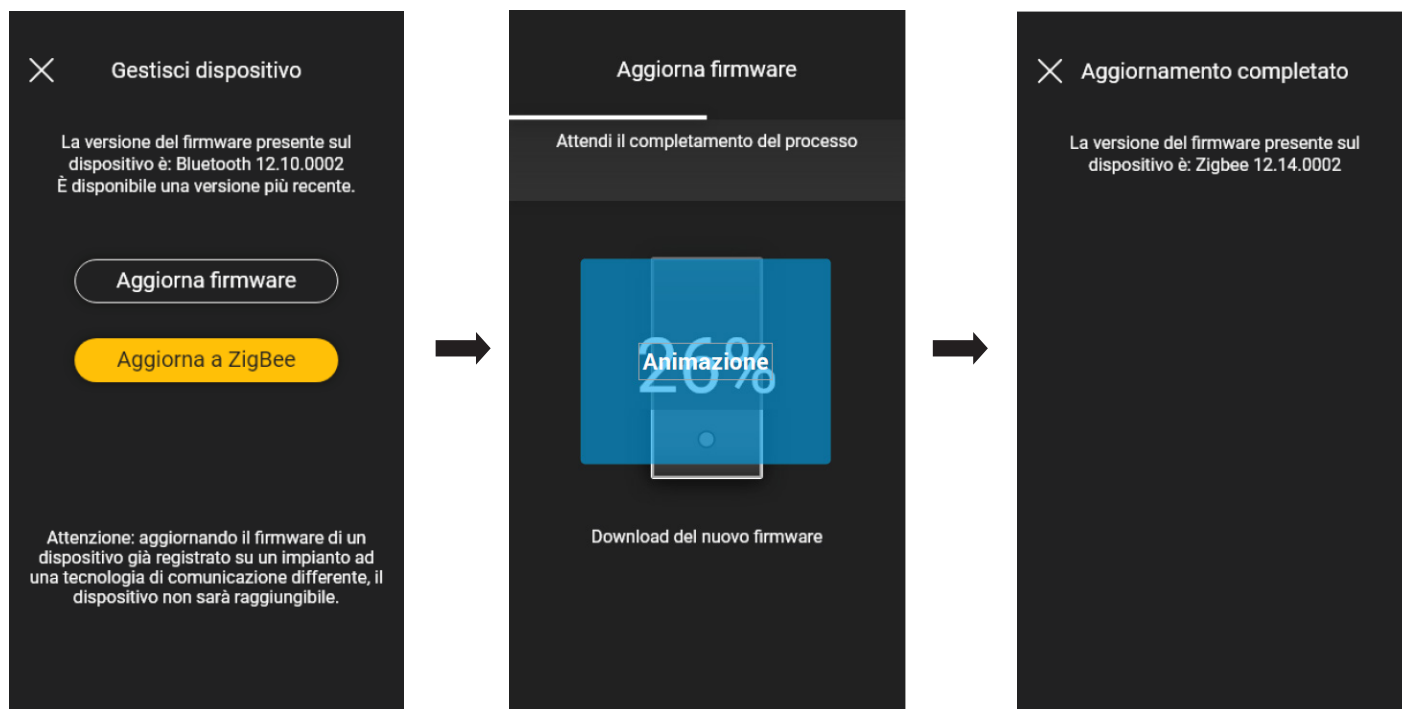 Gestisci dispositivo
La versione del firmware presente sul
dispositivo è: Bluetooth 12.10.0002
È disponibile una versione più recente.
Aggiorna firmware
Aggiorna a ZigBee
Attenzione: aggiornando il firmware di un
dispositivo già registrato su un impianto ad
una tecnologia di comunicazione differente, il
dispositivo non sarà raggiungibile.
Aggiorna firmware
Attendi il completamento del processo
26%
Animazione
Download del nuovo firmware
Aggiornamento completato
La versione del firmware presente sul
dispositivo è: Zigbee 12.14.0002